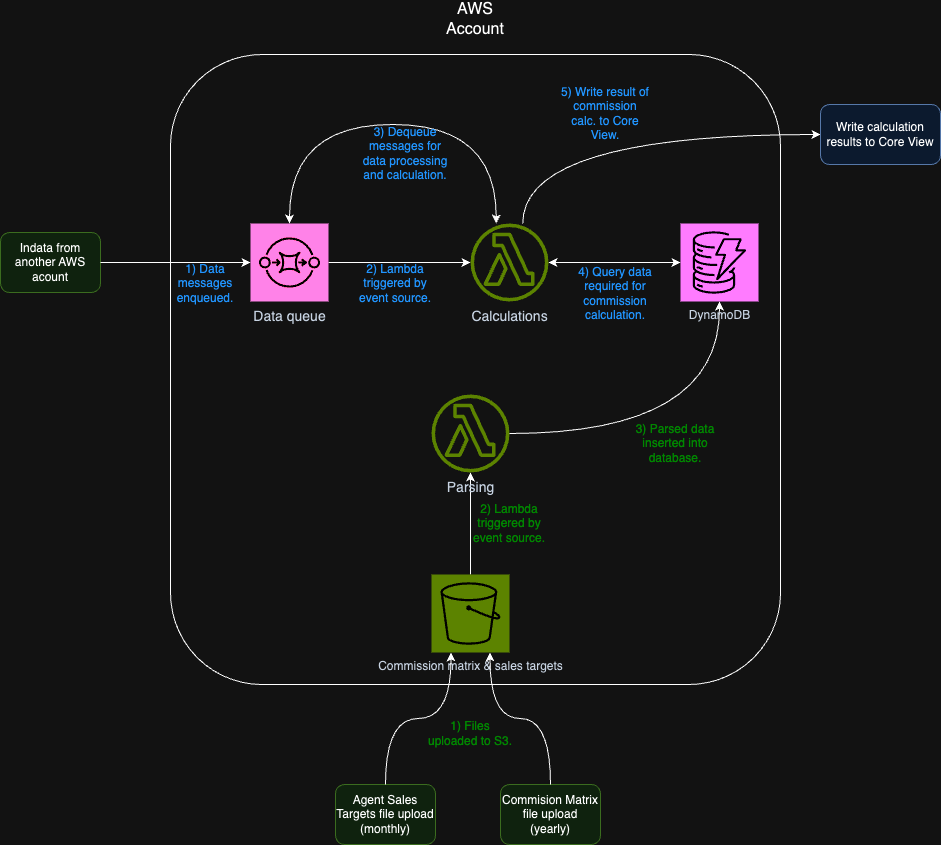 AWS
Account
5) Write result of
commission
calc. to Core
View.
Write calculation
results to Core View
3) Dequeue
messages for
data processing
and calculation.
Indata from
another AWS
acount
1) Data
messages
enqueued.
2) Lambda
triggered by
event source.
4) Query data
required for
commission
calculation.
Data queue
Calculations
DynamoDB
3) Parsed data
inserted into
database.
Parsing
2) Lambda
triggered by
event source.
Commission matrix & sales targets
1) Files
uploaded to S3.
Agent Sales
Targets file upload
(monthly)
Commision Matrix
file upload
(yearly)